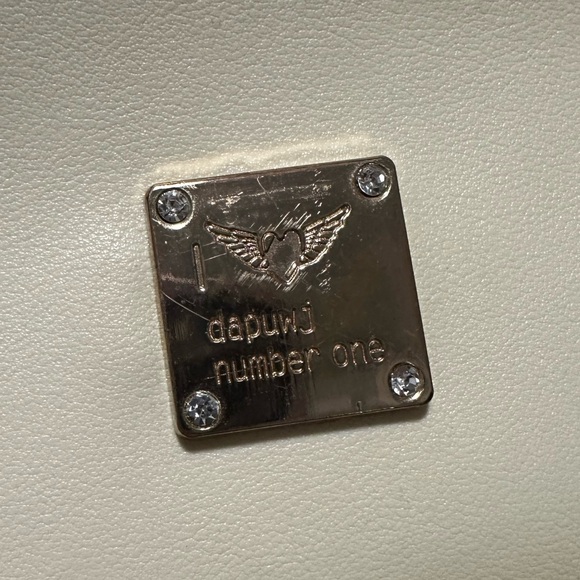 I
dapuwj
number one